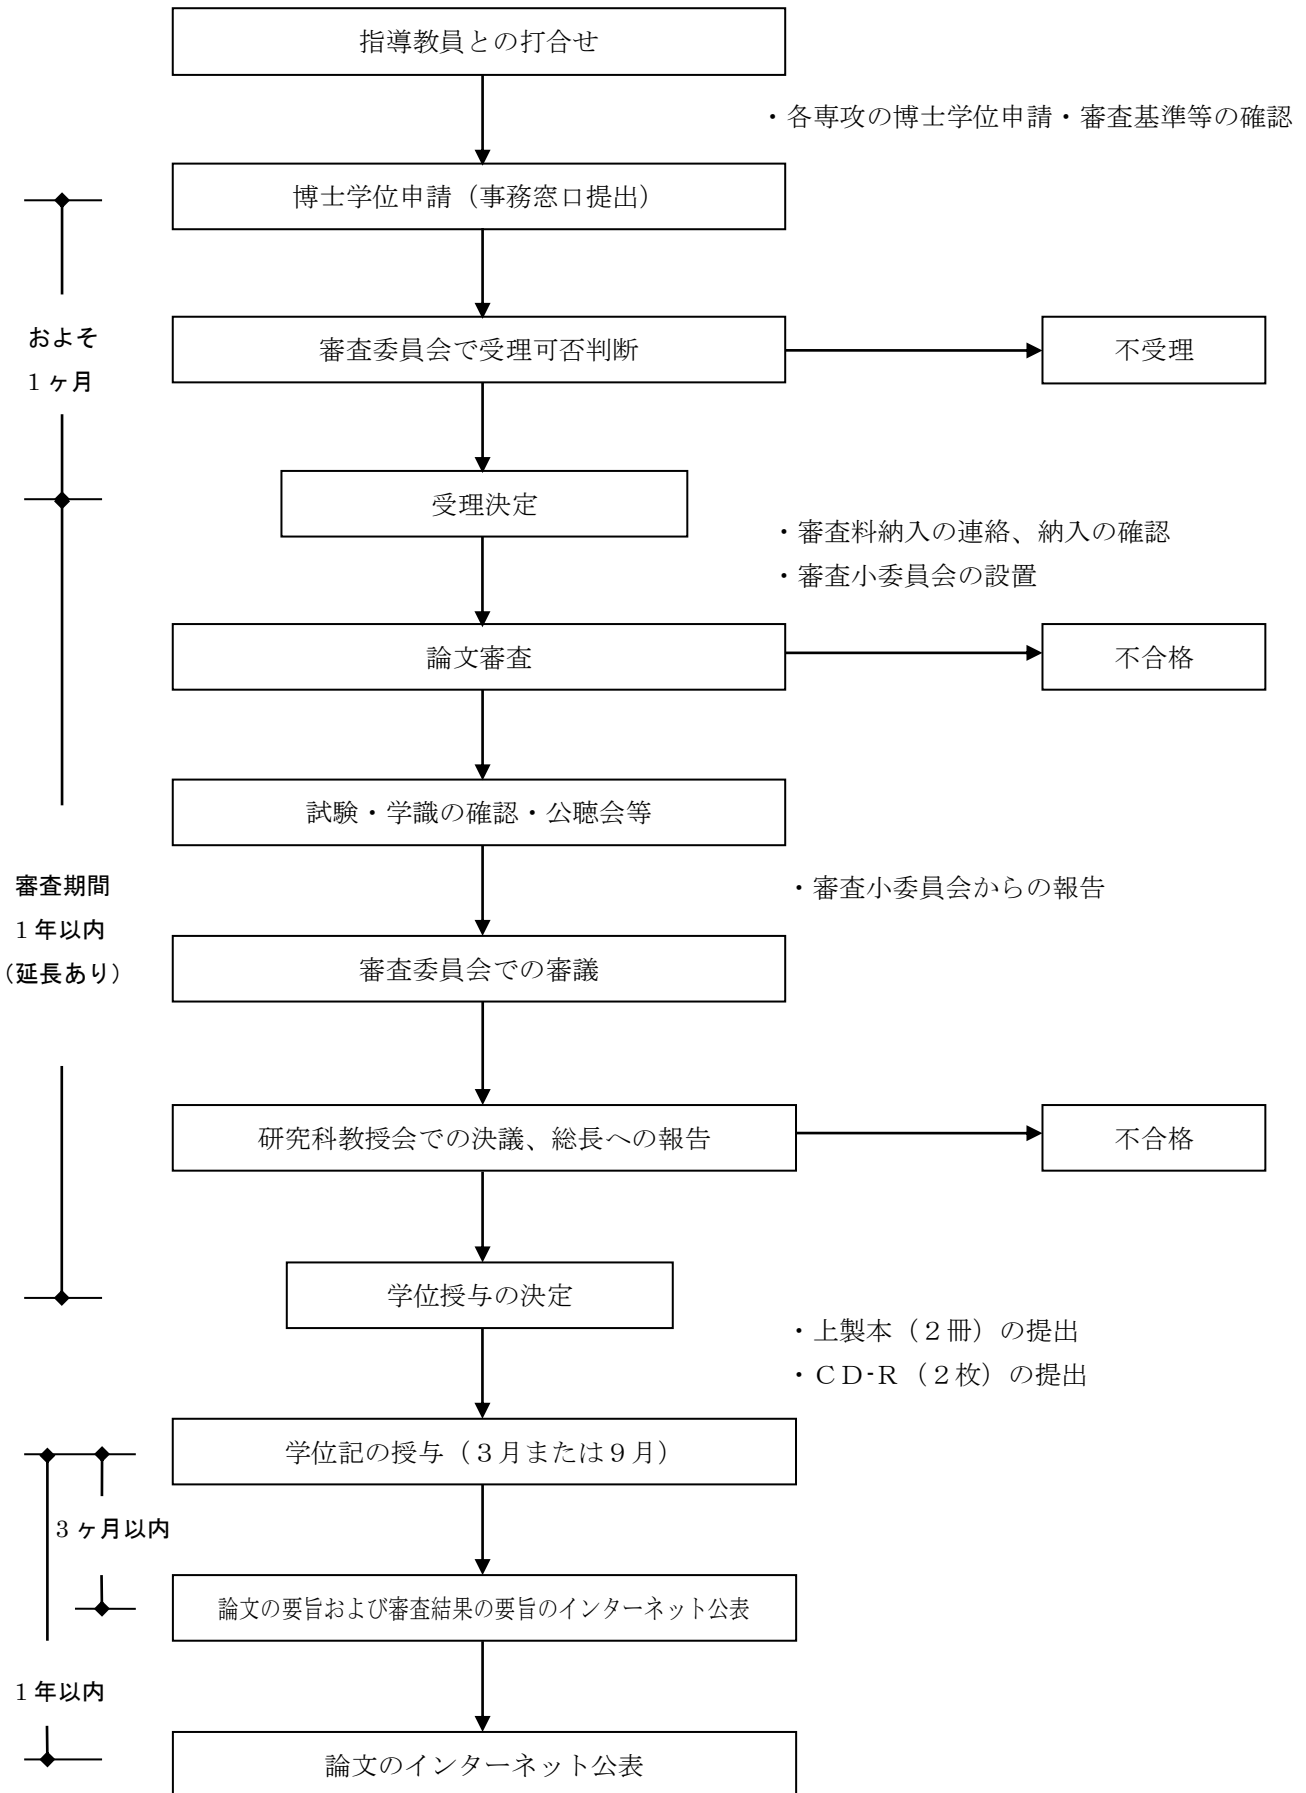 指導教員との打合せ
・各専攻の博士学位申請・審査基準等の確認
博士学位申請（事務窓口提出）
およそ
1 ヶ月
審査委員会で受理可否判断
不受理
受理決定
・審査料納入の連絡、納入の確認
・審査小委員会の設置
論文審査
不合格
試験・学識の確認・公聴会等
審査期間
1 年以内
（延長あり）
・審査小委員会からの報告
審査委員会での審議
研究科教授会での決議、総長への報告
不合格
学位授与の決定
・上製本（２冊）の提出
・ＣＤ-Ｒ（２枚）の提出
学位記の授与（３月または９月）
3 ヶ月以内
論文の要旨および審査結果の要旨のインターネット公表
1 年以内
論文のインターネット公表